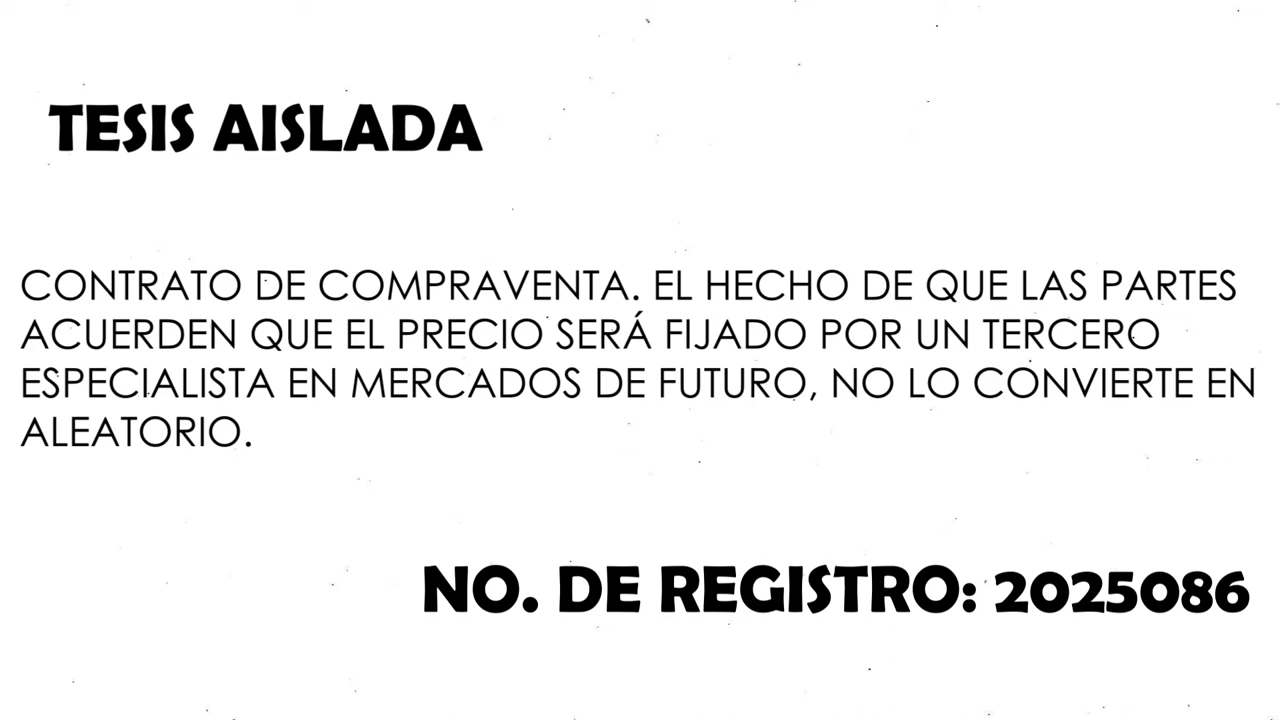 TESIS AISLADA
CONTRATO DE COMPRAVENTA. EL HECHO DE QUE LAS PARTES
ACUERDEN QUE EL PRECIO SERÁ FIJADO POR UN TERCERO
ESPECIALISTA EN MERCADOS DE FUTURO, NO LO CONVIERTE EN
ALEATORIO.
NO. DE REGISTRO: 2025086